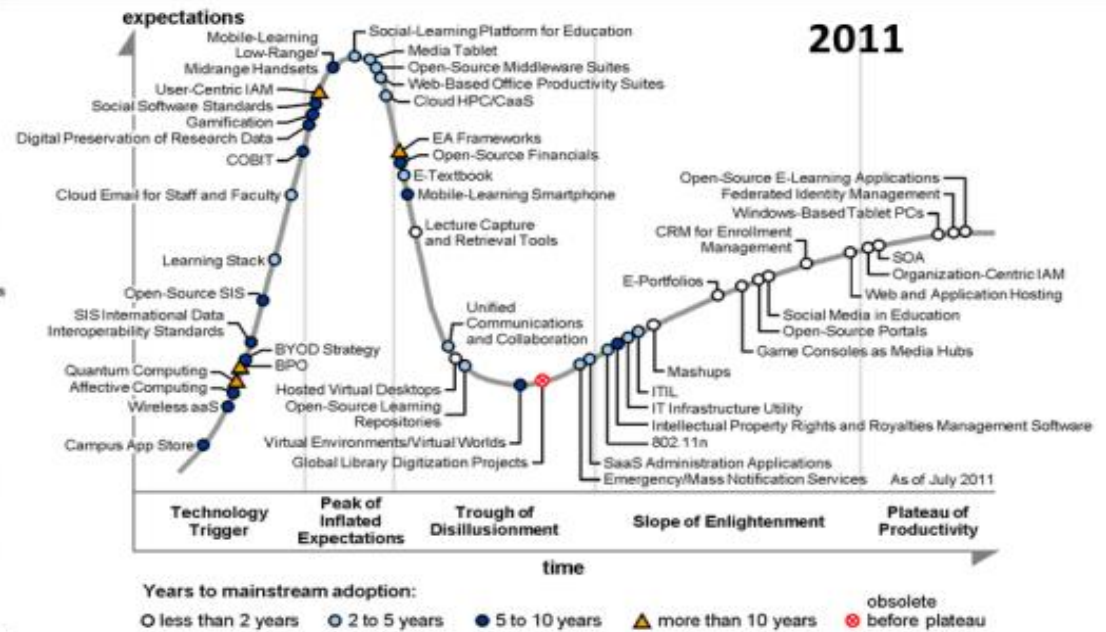 expectations
2011
Mobile-Learning
Low-Range/
Midrange Handsets
User-Centric IAM
Social Software Standards
Gamification
Digital Preservation of Research Data
COBIT
Cloud Email for Staff and Faculty
Learning Stack
Open-Source SIS
SIS International Data
Interoperability Standards
BYOD Strategy
BPO
Quantum Computing
Affective Computing
Wireless aaS
Campus App Store
Social-Learning Platform for Education
Media Tablet
Open-Source Middleware Suites
Web-Based Office Productivity Suites
Cloud HPC/CaaS
EA Frameworks
Open-Source Financials
E-Textbook
Mobile-Learning Smartphone
Lecture Capture
and Retrieval Tools
Unified
Communications
and Collaboration
Hosted Virtual Desktops
Open-Source Learning
Repositories
Virtual Environments/Virtual Worlds
Global Library Digitization Projects
Open-Source E-Learning Applications
Federated Identity Management
Windows-Based Tablet PCs
CRM for Enrollment
Management
E-Portfolios
SOA
Organization-Centric IAM
Web and Application Hosting
Social Media in Education
Open-Source Portals
Game Consoles as Media Hubs
Mashups
ITIL
IT Infrastructure Utility
Intellectual Property Rights and Royalties Management Software
802.11n
SaaS Administration Applications
Emergency/Mass Notification Services
As of July 2011
Technology
Trigger
Peak of
Inflated
Expectations
Trough of
Disillusionment
Slope of Enlightenment
Plateau of
Productivity
time
Years to mainstream adoption:
less than 2 years
2 to 5 years
5 to 10 years
more than 10 years
obsolete
before plateau